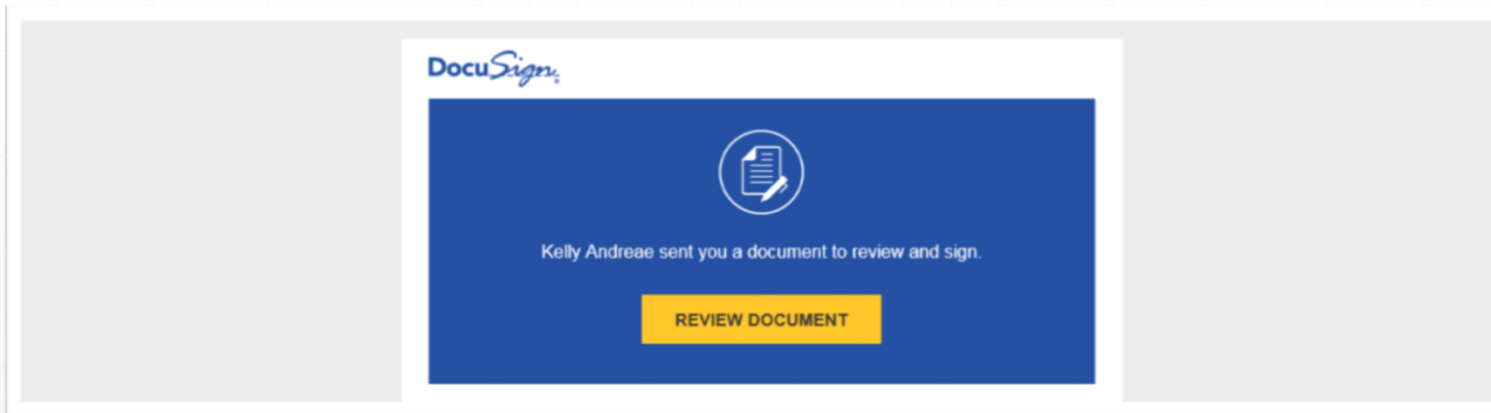 DocuSign
Kelly Andreae sent you a document to review and sign.
REVIEW DOCUMENT